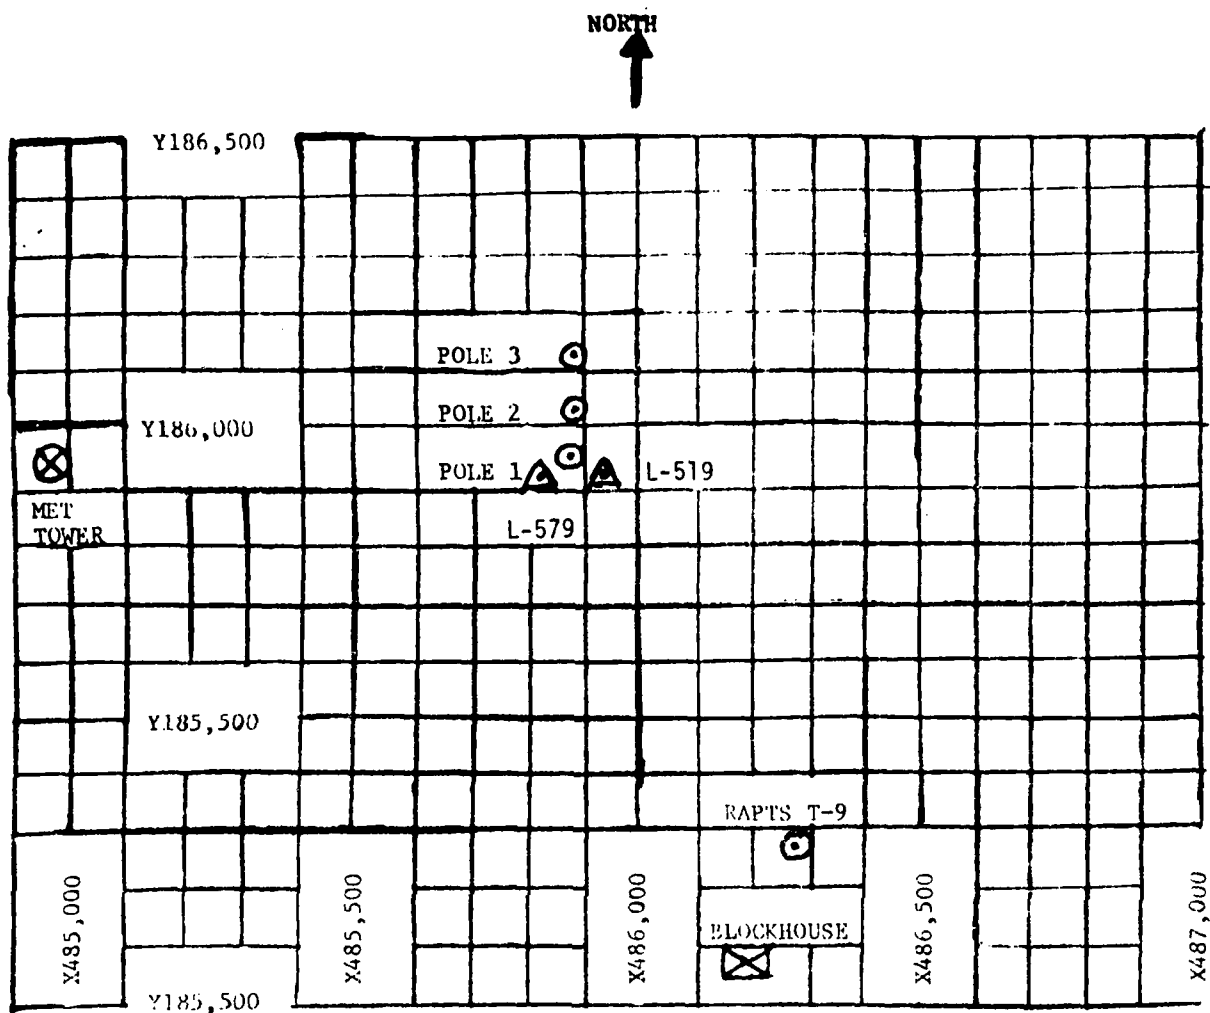 NORTH
Y186,500
POLE 3
POLE 2
Y186,000
POLE 1
L-519
MET
TOWER
L-579
Y185,500
RAPTS T-9
X485,000
X485,500
X486,000
BLOCKHOUSE
X486,500
X487,000
Y185,500